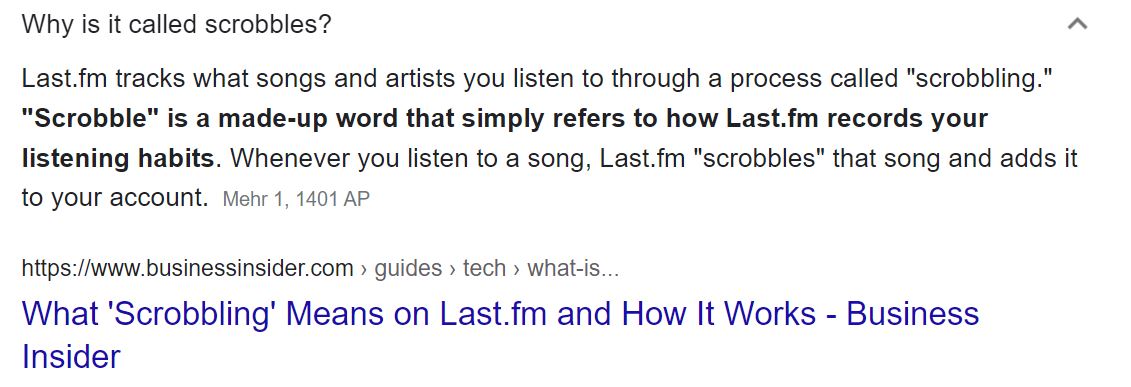 Why is it called scrobbles?
Last.fm tracks what songs and artists you listen to through a process called "scrobbling."
"Scrobble" is a made-up word that simply refers to how Last.fm records your
listening habits. Whenever you listen to a song, Last.fm "scrobbles" that song and adds it
to your account. Mehr 1, 1401 AP
https://www.businessinsider.com › guides › tech › what-is...
What 'Scrobbling' Means on Last.fm and How It Works - Business
Insider